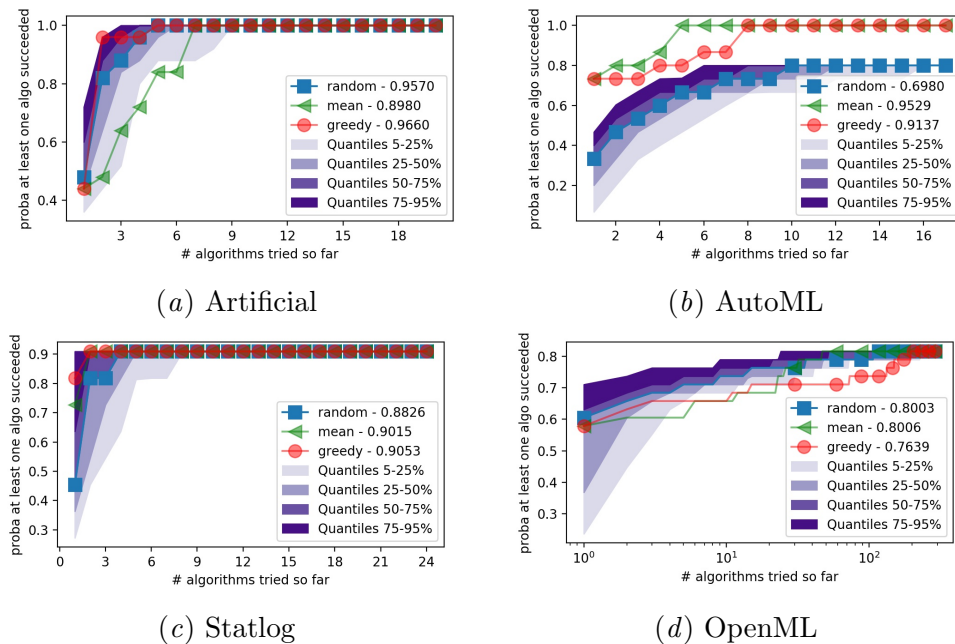 proba at least one algo succeeded
1.0
0.8
0.6
0.4
random - 0.9570
mean - 0.8980
greedy - 0.9660
Quantiles 5-25%
Quantiles 25-50%
Quantiles 50-75%
Quantiles 75-95%
3 6 9 12 15 18
# algorithms tried so far
(a) Artificial
proba at least one algo succeeded
1.0
0.8
0.6
0.4
0.2
random - 0.6980
mean - 0.9529
greedy - 0.9137
Quantiles 5-25%
Quantiles 25-50%
Quantiles 50-75%
Quantiles 75-95%
2 4 6 8 10 12 14 16
# algorithms tried so far
(b) AutoML
proba at least one algo succeeded
0.9
0.8
0.7
0.6
0.5
0.4
0.3
random - 0.8826
mean - 0.9015
greedy - 0.9053
Quantiles 5-25%
Quantiles 25-50%
Quantiles 50-75%
Quantiles 75-95%
0 3 6 9 12 15 18 21 24
# algorithms tried so far
(c) Statlog
proba at least one algo succeeded
0.8
0.7
0.6
0.5
0.4
0.3
random - 0.8003
mean - 0.8006
greedy - 0.7639
Quantiles 5-25%
Quantiles 25-50%
Quantiles 50-75%
Quantiles 75-95%
10⁰ 10¹ 10²
# algorithms tried so far
(d) OpenML